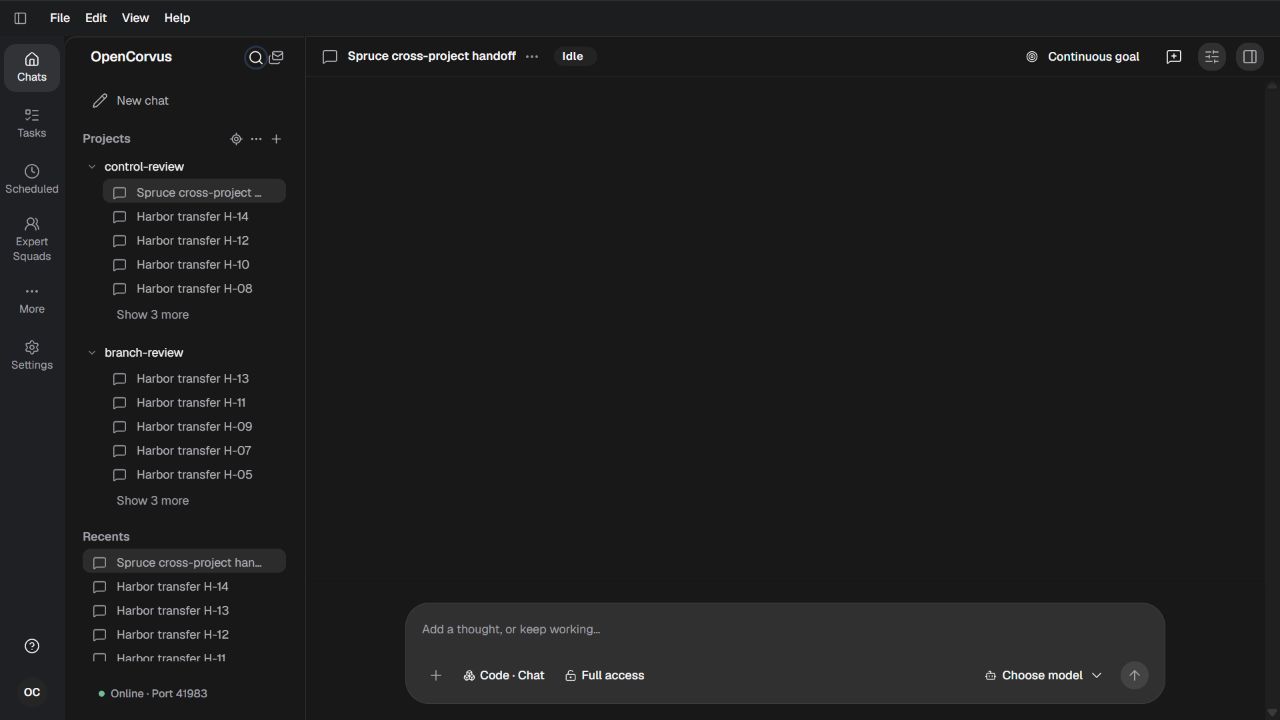 File Edit View Help
Chats
Tasks
Scheduled
Expert
Squads
More
Settings
OC
OpenCorvus
New chat
Projects
control-review
Spruce cross-project ...
Harbor transfer H-14
Harbor transfer H-12
Harbor transfer H-10
Harbor transfer H-08
Show 3 more
branch-review
Harbor transfer H-13
Harbor transfer H-11
Harbor transfer H-09
Harbor transfer H-07
Harbor transfer H-05
Show 3 more
Recents
Spruce cross-project han...
Harbor transfer H-14
Harbor transfer H-13
Harbor transfer H-12
Harbor transfer H-11
Online · Port 41983
Spruce cross-project handoff ... Idle
Continuous goal
Add a thought, or keep working...
Code · Chat Full access Choose model